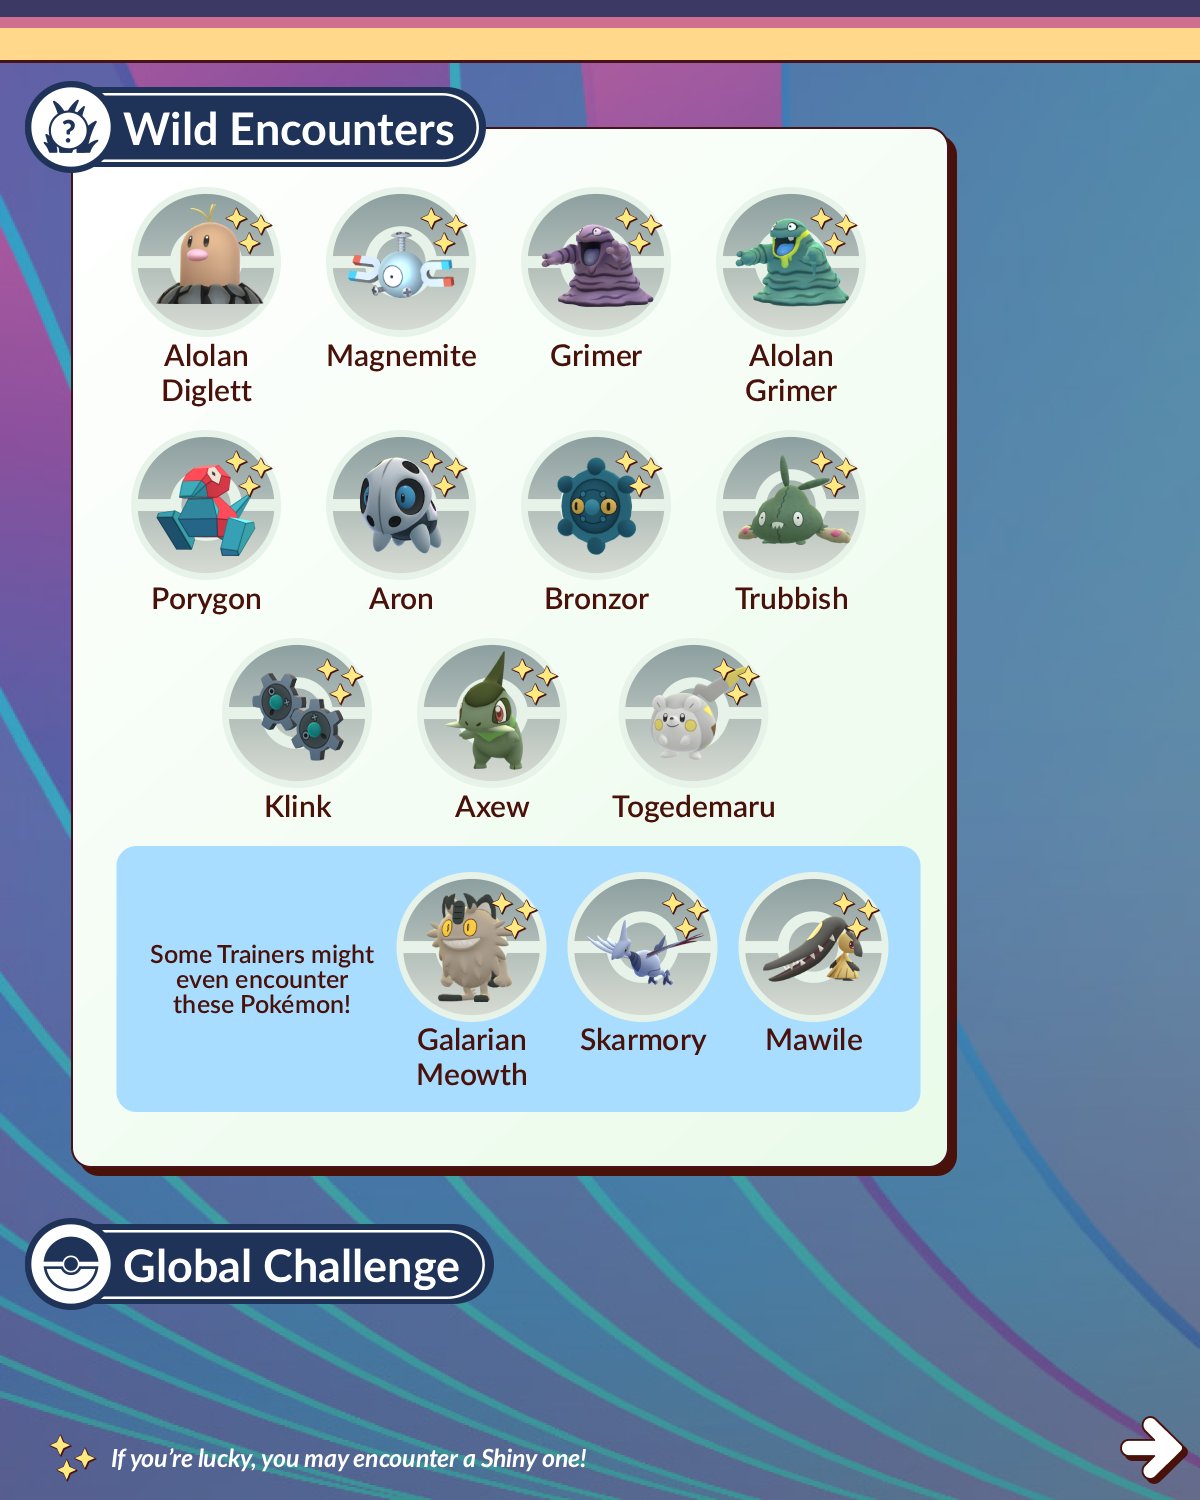 Wild Encounters
?
Alolan
Diglett
Magnemite
Grimer
Alolan
Grimer
Porygon
Aron
Bronzor
Trubbish
Klink
Axew
Togedemaru
Some Trainers might
even encounter
these Pokémon!
Galarian
Meowth
Skarmory
Mawile
Global Challenge
If you're lucky, you may encounter a Shiny one!